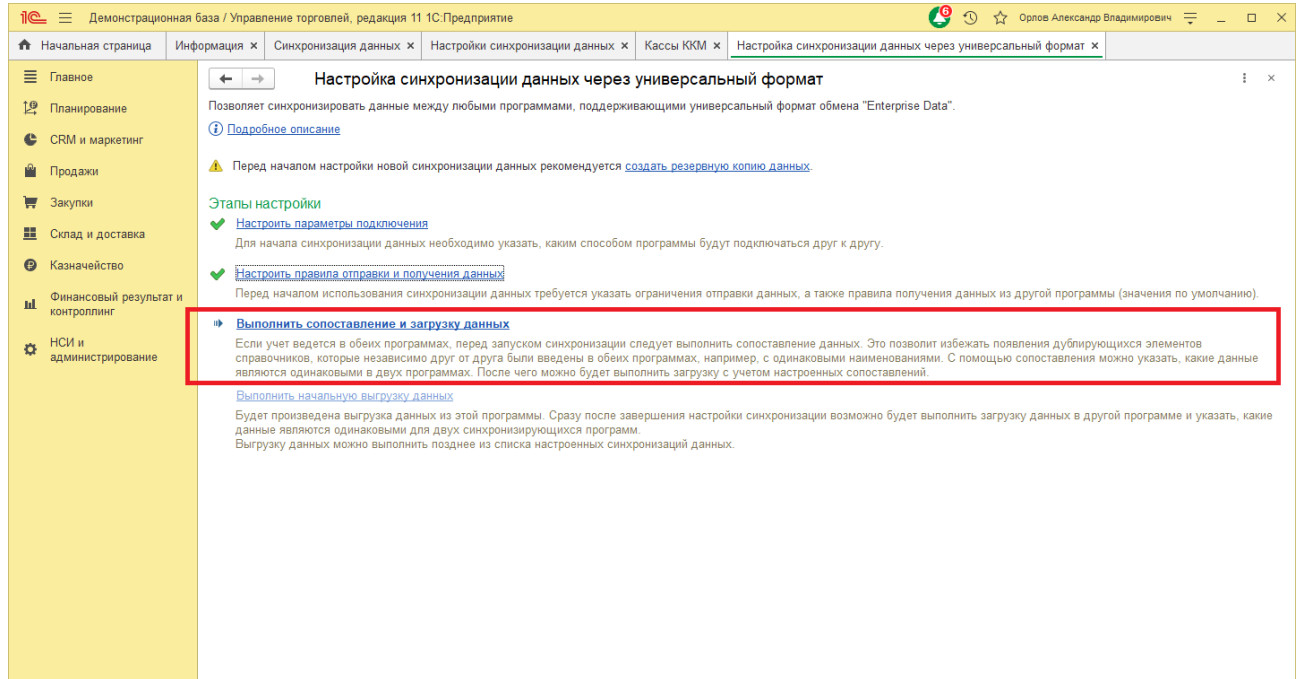 1С Демонстрационная база / Управление торговлей, редакция 11 1С:Предприятие
6 Орлов Александр Владимирович
Начальная страница Информация × Синхронизация данных × Настройки синхронизации данных × Кассы ККМ × Настройка синхронизации данных через универсальный формат ×
Главное
Планирование
CRM и маркетинг
Продажи
Закупки
Склад и доставка
Казначейство
Финансовый результат и
контроллинг
НСИ и
администрирование
Настройка синхронизации данных через универсальный формат
Позволяет синхронизировать данные между любыми программами, поддерживающими универсальный формат обмена "Enterprise Data".
Подробное описание
Перед началом настройки новой синхронизации данных рекомендуется создать резервную копию данных.
Этапы настройки
Настроить параметры подключения
Для начала синхронизации данных необходимо указать, каким способом программы будут подключаться друг к другу.
Настроить правила отправки и получения данных
Перед началом использования синхронизации данных требуется указать ограничения отправки данных, а также правила получения данных из другой программы (значения по умолчанию).
Выполнить сопоставление и загрузку данных
Если учет ведется в обеих программах, перед запуском синхронизации следует выполнить сопоставление данных. Это позволит избежать появления дублирующихся элементов
справочников, которые независимо друг от друга были введены в обеих программах, например, с одинаковыми наименованиями. С помощью сопоставления можно указать, какие данные
являются одинаковыми в двух программах. После чего можно будет выполнить загрузку с учетом настроенных сопоставлений.
Выполнить начальную выгрузку данных
Будет произведена выгрузка данных из этой программы. Сразу после завершения настройки синхронизации возможно будет выполнить загрузку данных в другой программе и указать, какие
данные являются одинаковыми для двух синхронизирующихся программ.
Выгрузку данных можно выполнить позднее из списка настроенных синхронизаций данных.